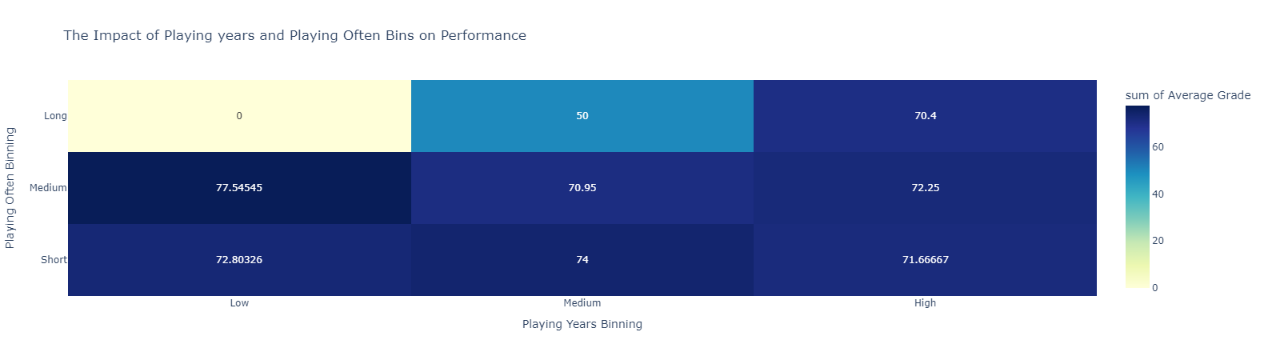 The Impact of Playing years and Playing Often Bins on Performance
sum of Average Grade
Playing Often Binning
Long
0
50
70.4
Medium
77.54545
70.95
72.25
Short
72.80326
74
71.66667
Low
Medium
High
Playing Years Binning
60
40
20
0